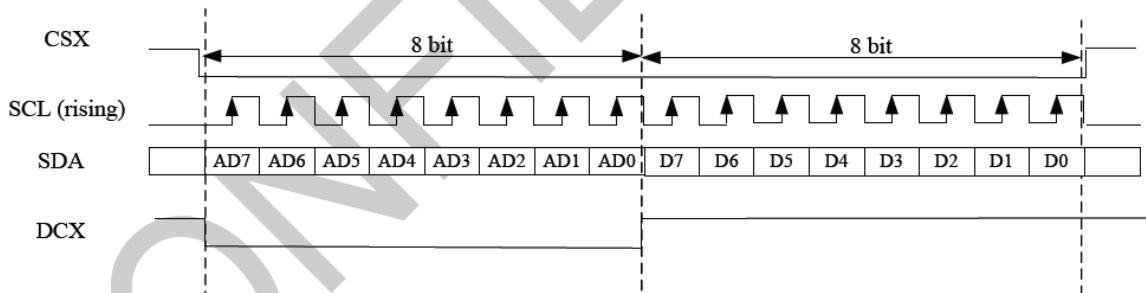 CSX
8 bit
8 bit
SCL (rising)
SDA
AD7 AD6 AD5 AD4 AD3 AD2 AD1 AD0 D7 D6 D5 D4 D3 D2 D1 D0
DCX